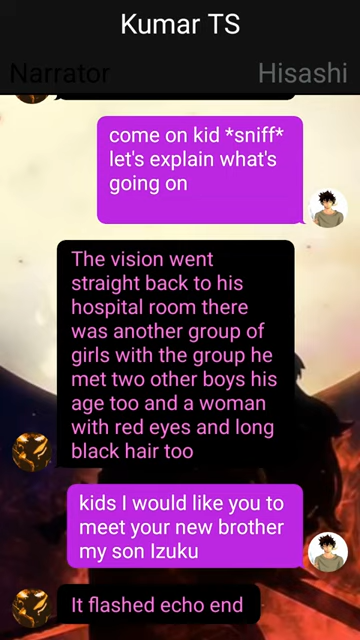 Kumar TS
Narrator
Hisashi
come on kid *sniff*
let's explain what's
going on
The vision went
straight back to his
hospital room there
was another group of
girls with the group he
met two other boys his
age too and a woman
with red eyes and long
black hair too
kids I would like you to
meet your new brother
my son Izuku
It flashed echo end